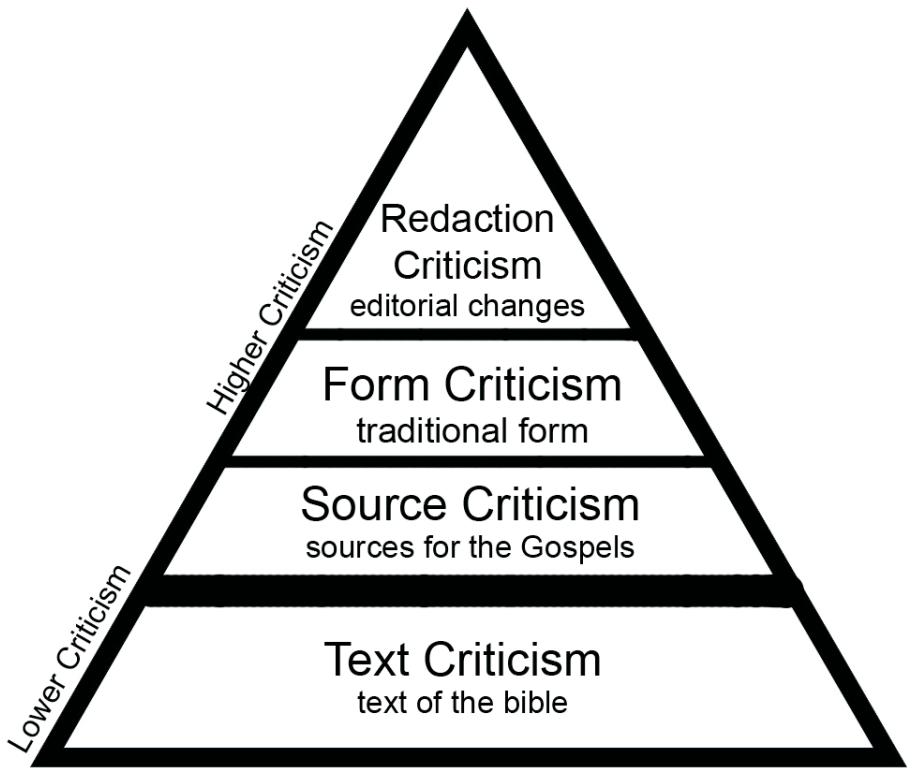 Redaction
Criticism
editorial changes
Higher Criticism
Form Criticism
traditional form
Source Criticism
sources for the Gospels
Lower Criticism
Text Criticism
text of the bible